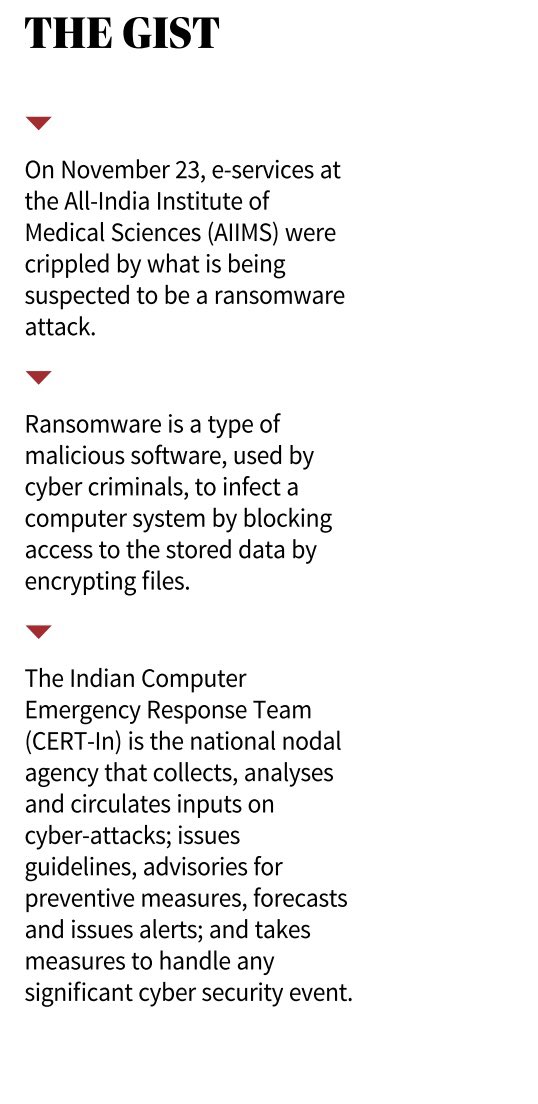 THE GIST
On November 23, e-services at
the All-India Institute of
Medical Sciences (AIIMS) were
crippled by what is being
suspected to be a ransomware
attack.
Ransomware is a type of
malicious software, used by
cyber criminals, to infect a
computer system by blocking
access to the stored data by
encrypting files.
The Indian Computer
Emergency Response Team
(CERT-In) is the national nodal
agency that collects, analyses
and circulates inputs on
cyber-attacks; issues
guidelines, advisories for
preventive measures, forecasts
and issues alerts; and takes
measures to handle any
significant cyber security event.